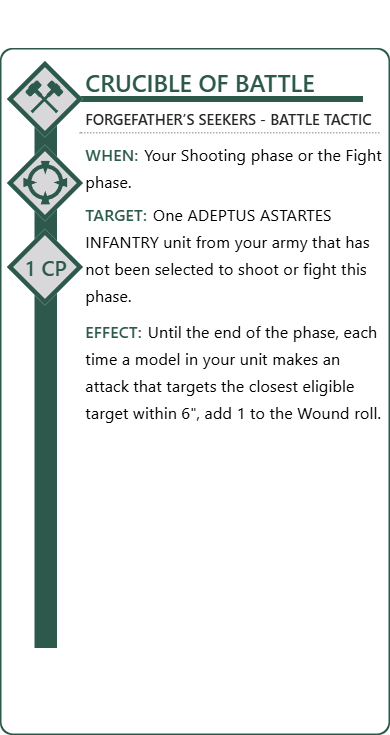 CRUCIBLE OF BATTLE
FORGEFATHER'S SEEKERS - BATTLE TACTIC
WHEN: Your Shooting phase or the Fight
phase.
TARGET: One ADEPTUS ASTARTES
INFANTRY unit from your army that has
not been selected to shoot or fight this
phase.
1 CP
EFFECT: Until the end of the phase, each
time a model in your unit makes an
attack that targets the closest eligible
target within 6", add 1 to the Wound roll.